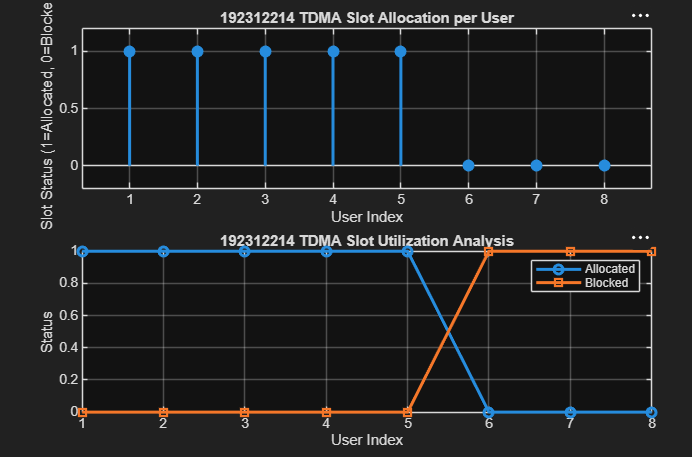 192312214 TDMA Slot Allocation per User
Slot Status (1=Allocated, 0=Blocke
1
0.5
0
1 2 3 4 5 6 7 8
User Index
192312214 TDMA Slot Utilization Analysis
Status
1
0.8
0.6
0.4
0.2
0
Allocated
Blocked
1 2 3 4 5 6 7 8
User Index